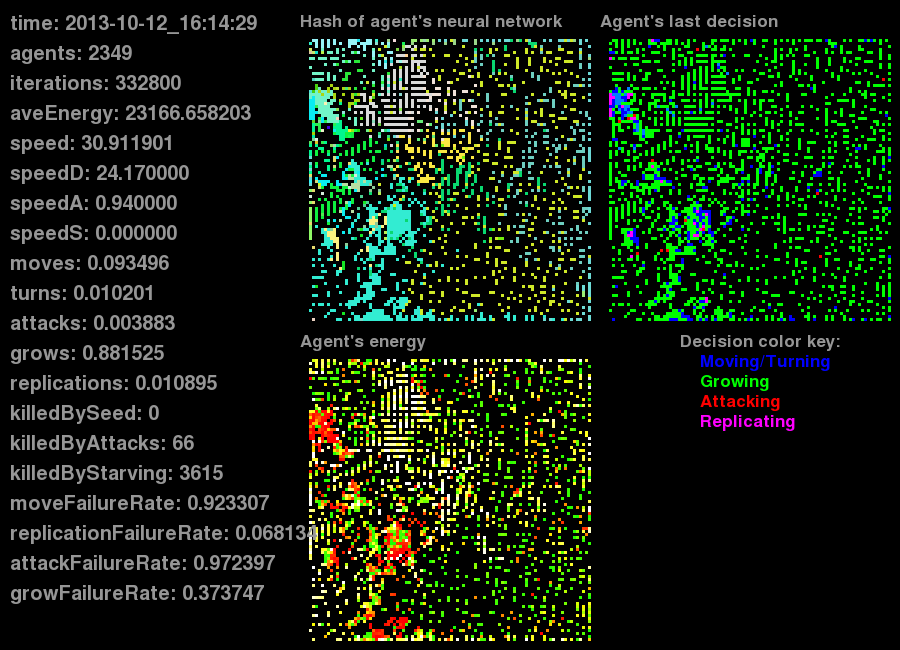 time: 2013-10-12_16:14:29
agents: 2349
iterations: 332800
aveEnergy: 23166.658203
speed: 30.911901
speedD: 24.170000
speedA: 0.940000
speedS: 0.000000
moves: 0.093496
turns: 0.010201
attacks: 0.003883
grows: 0.881525
replications: 0.010895
killedBySeed: 0
killedByAttacks: 66
killedByStarving: 3615
moveFailureRate: 0.923307
replicationFailureRate: 0.068134
attackFailureRate: 0.972397
growFailureRate: 0.373747
Hash of agent's neural network
Agent's last decision
Agent's energy
Decision color key:
Moving/Turning
Growing
Attacking
Replicating